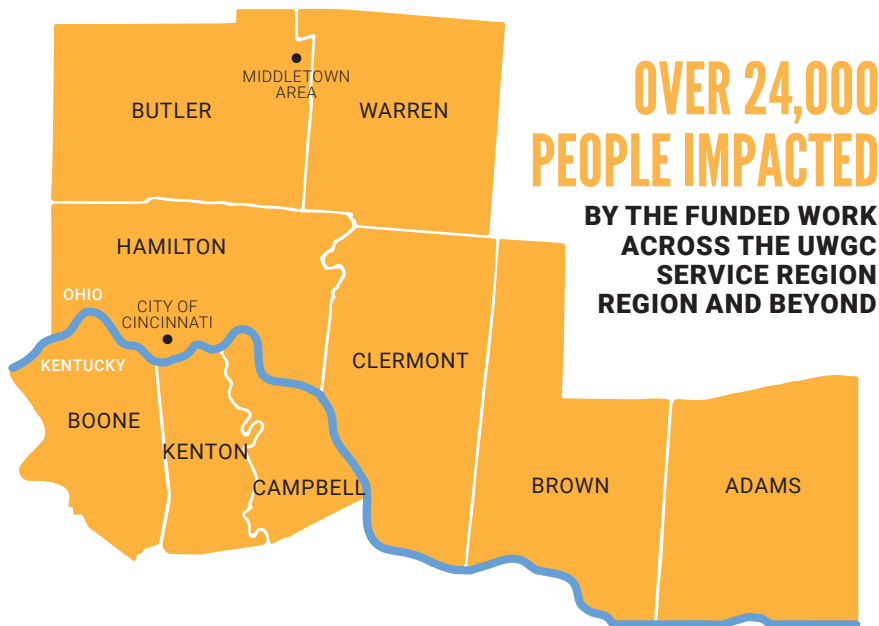 MIDDLETOWN
AREA
BUTLER
WARREN
OVER 24,000
PEOPLE IMPACTED
BY THE FUNDED WORK
ACROSS THE UWGC
SERVICE REGION
REGION AND BEYOND
HAMILTON
OHIO
CITY OF
CINCINNATI
KENTUCKY
CLERMONT
BOONE
KENTON
CAMPBELL
BROWN
ADAMS